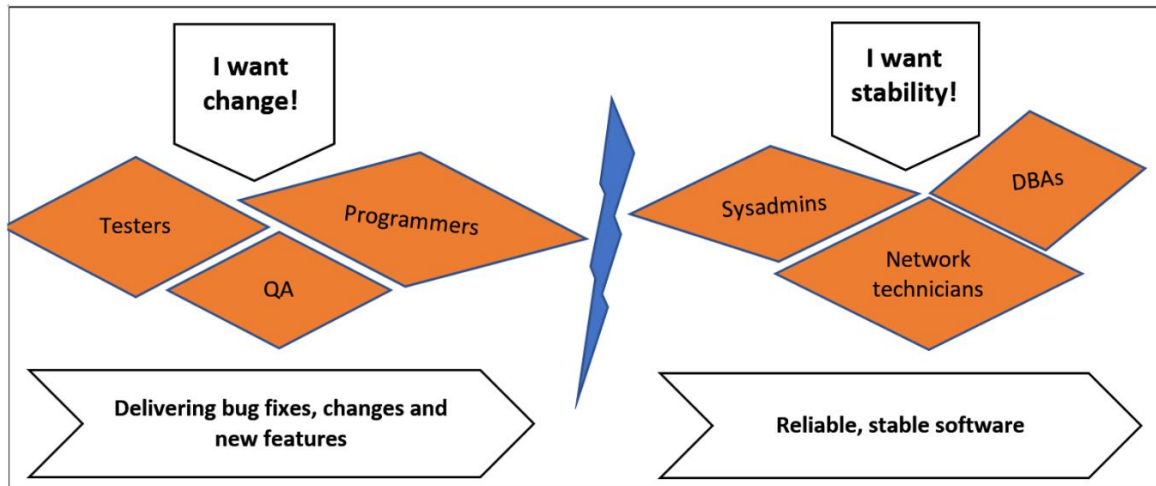 I want
change!
I want
stability!
Testers
Programmers
QA
Sysadmins
DBAs
Network
technicians
Delivering bug fixes, changes and
new features
Reliable, stable software